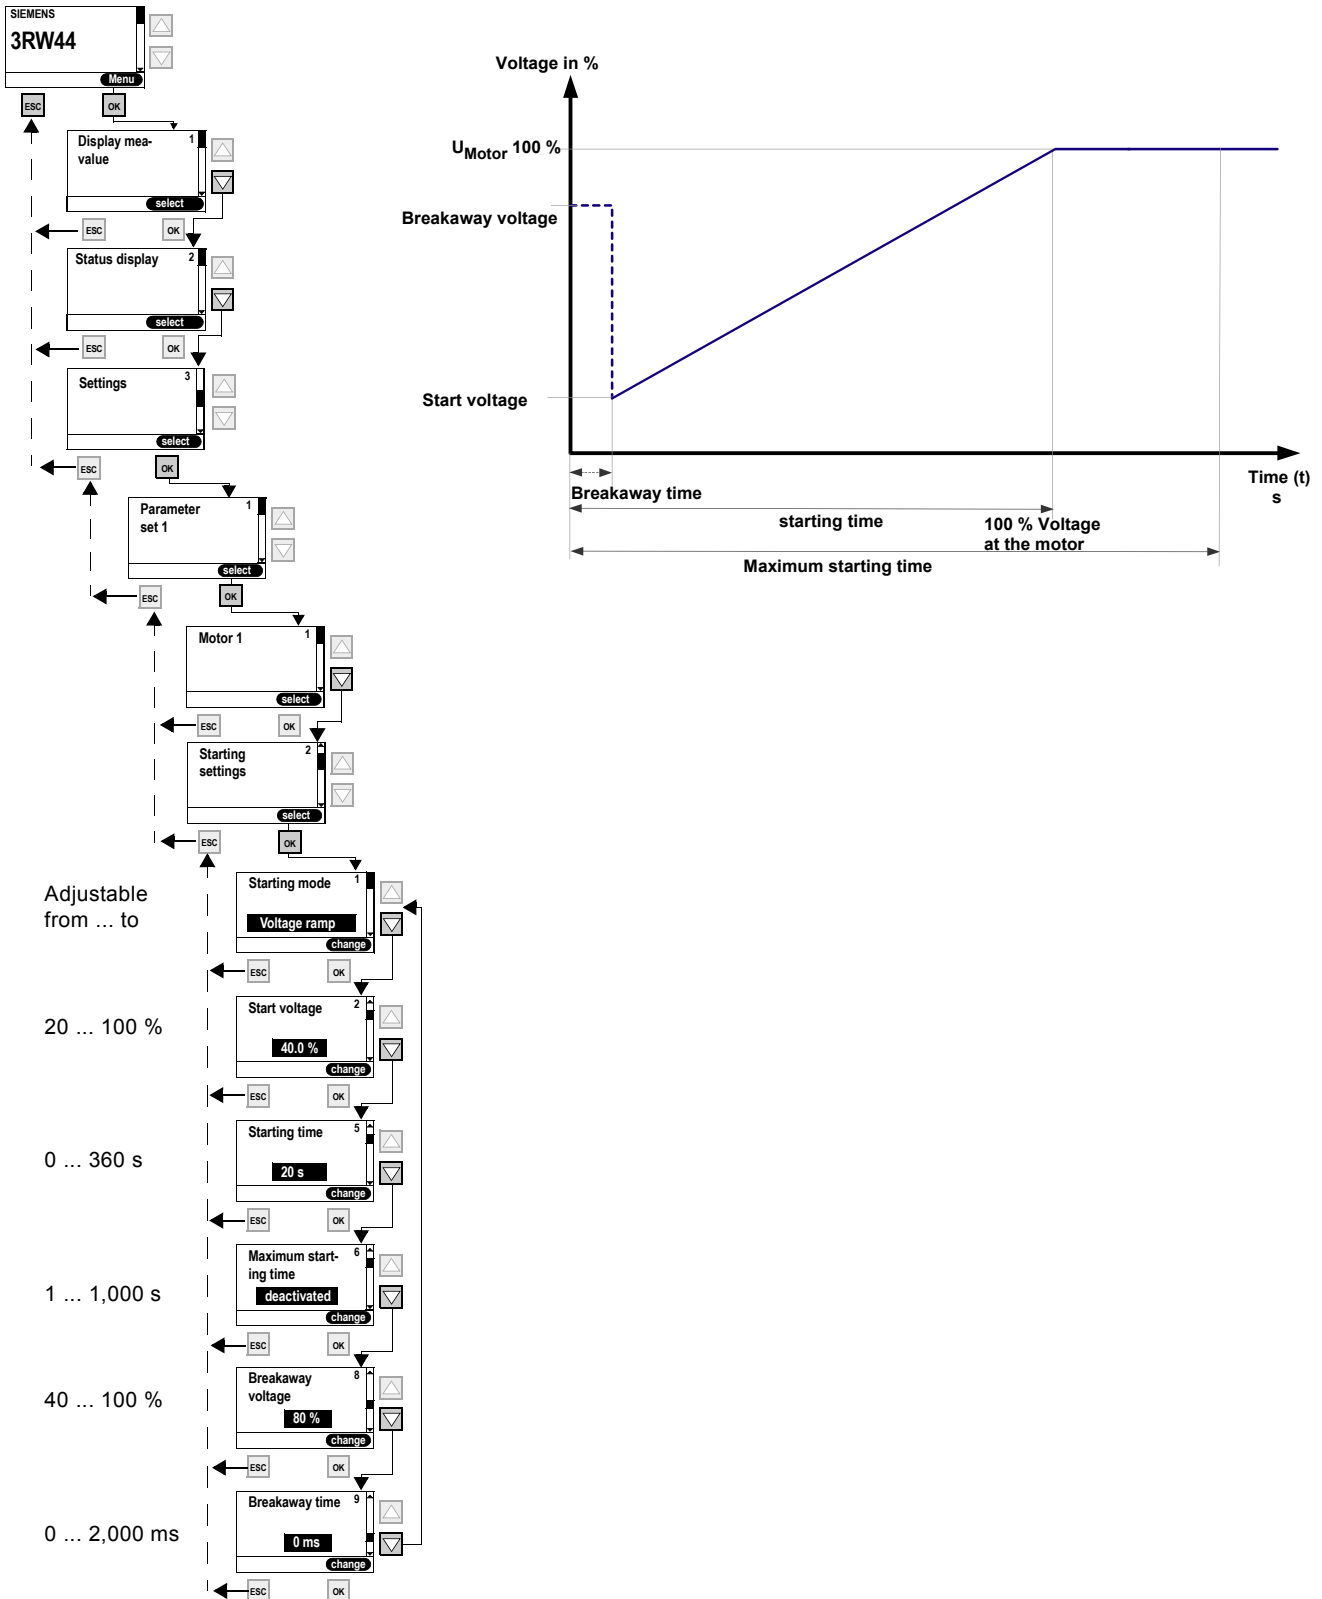 SIEMENS
3RW44
Menu
ESC
OK
Display mea-
value
1
select
ESC
OK
Status display
2
select
ESC
OK
Settings
3
select
ESC
OK
Parameter
set 1
1
select
ESC
OK
Motor 1
1
select
ESC
OK
Starting
settings
2
select
ESC
OK
Adjustable
from ... to
Starting mode
1
Voltage ramp
change
ESC
OK
20 ... 100 %
Start voltage
2
40.0 %
change
ESC
OK
0 ... 360 s
Starting time
5
20 s
change
ESC
OK
1 ... 1,000 s
Maximum start-
ing time
6
deactivated
change
ESC
OK
40 ... 100 %
Breakaway
voltage
8
80 %
change
ESC
OK
0 ... 2,000 ms
Breakaway time
9
0 ms
change
ESC
OK
Voltage in %
UMotor 100 %
Breakaway voltage
Start voltage
Time (t)
s
Breakaway time
starting time
100 % Voltage
at the motor
Maximum starting time